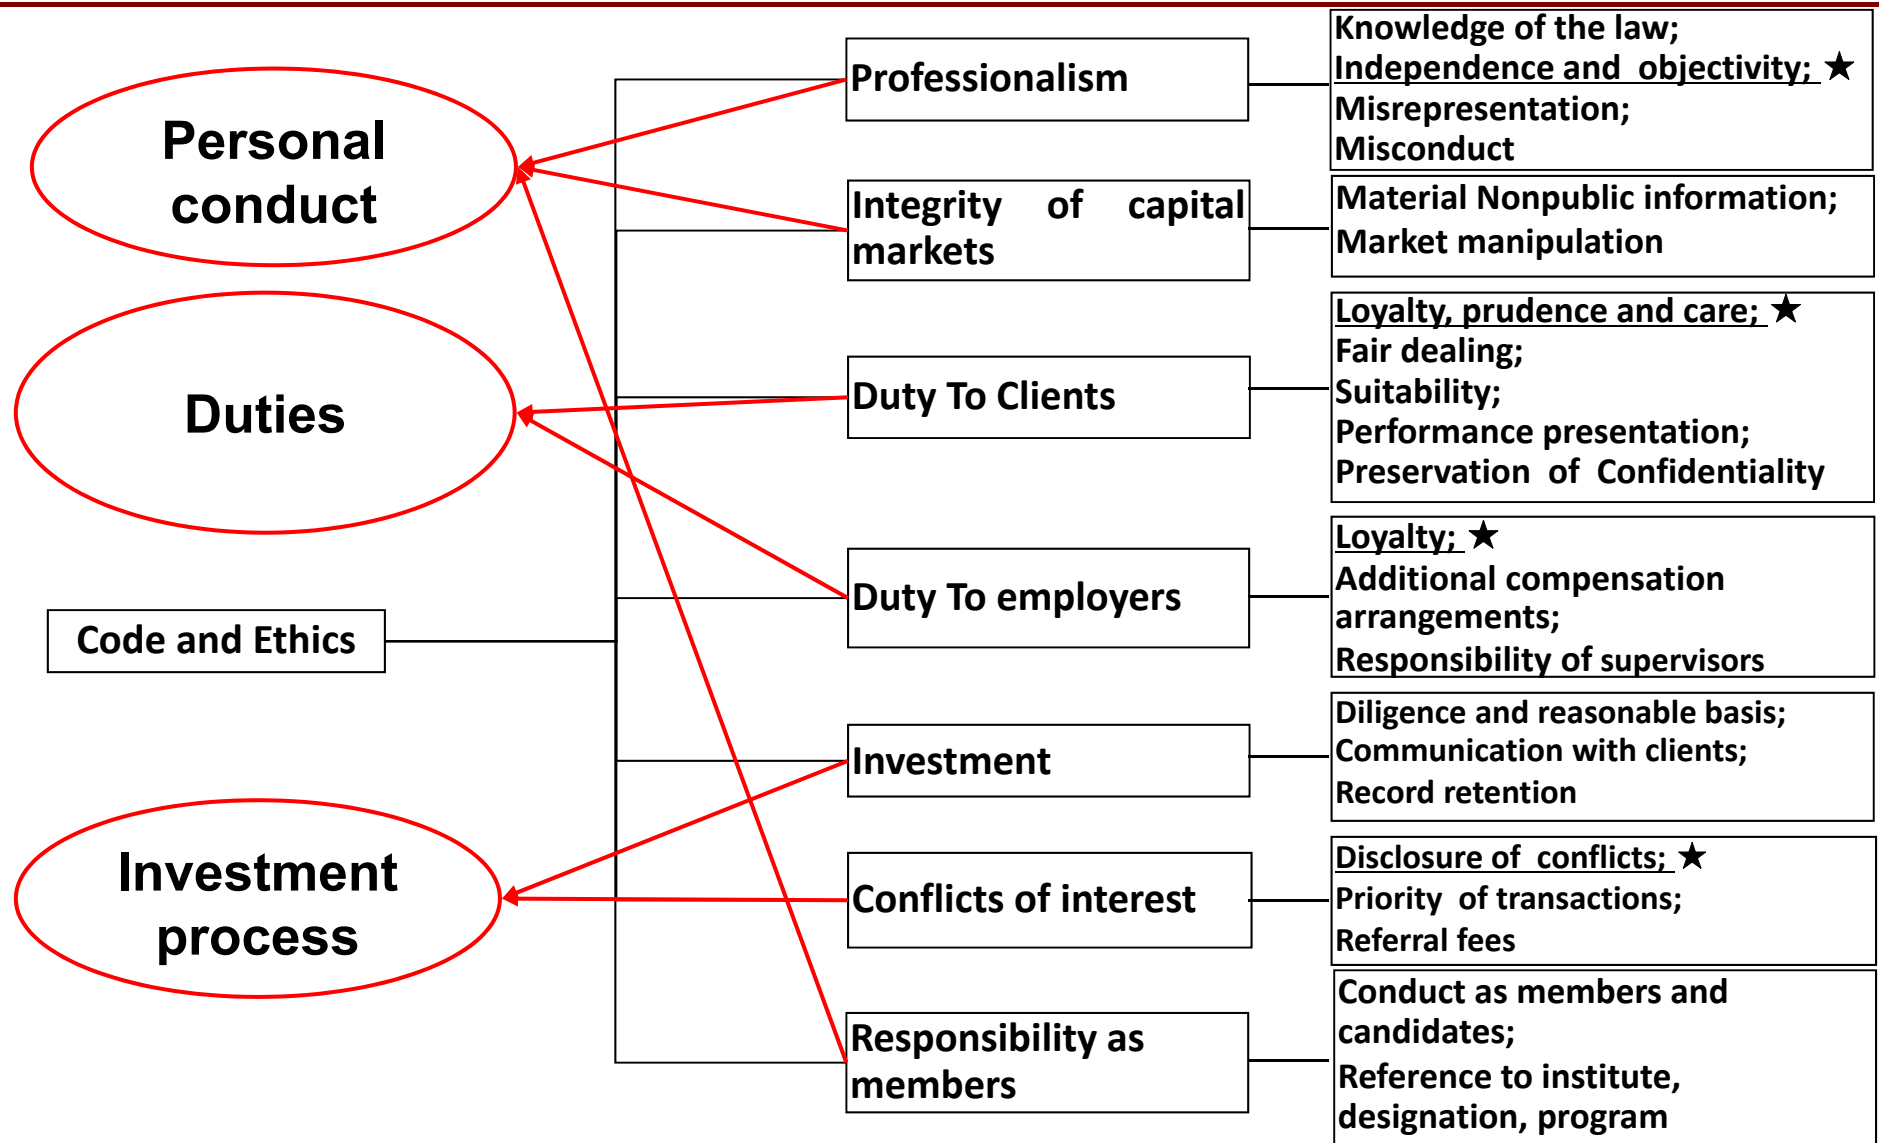 Personal
conduct
Duties
Code and Ethics
Investment
process
Professionalism
Integrity of capital
markets
Duty To Clients
Duty To employers
Investment
Conflicts of interest
Responsibility as
members
Knowledge of the law;
Independence and objectivity; ★
Misrepresentation;
Misconduct
Material Nonpublic information;
Market manipulation
Loyalty, prudence and care; ★
Fair dealing;
Suitability;
Performance presentation;
Preservation of Confidentiality
Loyalty; ★
Additional compensation
arrangements;
Responsibility of supervisors
Diligence and reasonable basis;
Communication with clients;
Record retention
Disclosure of conflicts; ★
Priority of transactions;
Referral fees
Conduct as members and
candidates;
Reference to institute,
designation, program